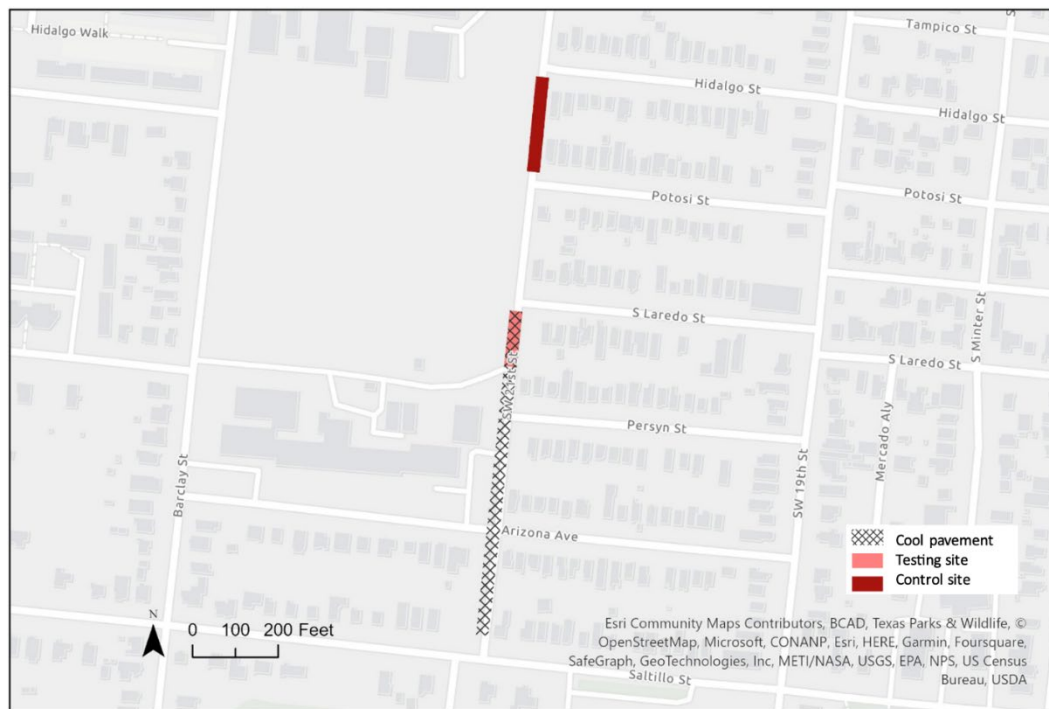 Hidalgo Walk
Tampico St
S
Hidalgo St
Hidalgo St
Potosi St
Potosi St
S Laredo St
S Minter St
S Laredo St
SW 21st St
Persyn St
Mercado Aly
Barclay St
SW 19th St
Arizona Ave
Cool pavement
Testing site
Control site
N
0 100 200 Feet
Esri Community Maps Contributors, BCAD, Texas Parks & Wildlife, ©
OpenStreetMap, Microsoft, CONANP, Esri, HERE, Garmin, Foursquare,
SafeGraph, GeoTechnologies, Inc, METI/NASA, USGS, EPA, NPS, US Census
Bureau, USDA
Saltillo St